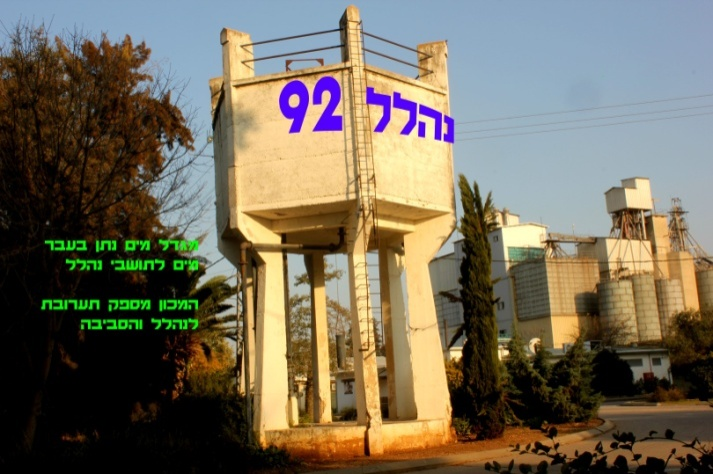 נהלל 92
מגדל מים נתן בעבר
מים לתושבי נהלל
המכון מספק תערובת
לנהלל והסביבה